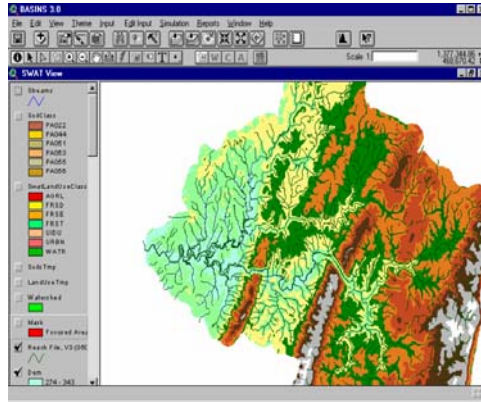 BASINS 3.0
File Edit View Theme Input Edit Input Simulation Reports Window Help
Scale 1:
SWAT View
Streams
SoilClass
PA022
PA044
PA051
PA053
PA055
PA056
SwatLandUseClass
AGRL
FRSD
FRSE
FRST
UIDU
URBN
WATR
SoilsTmp
LandUseTmp
Watershed
Mask
Focused Area
Reach File, V3
Dem
274 - 343